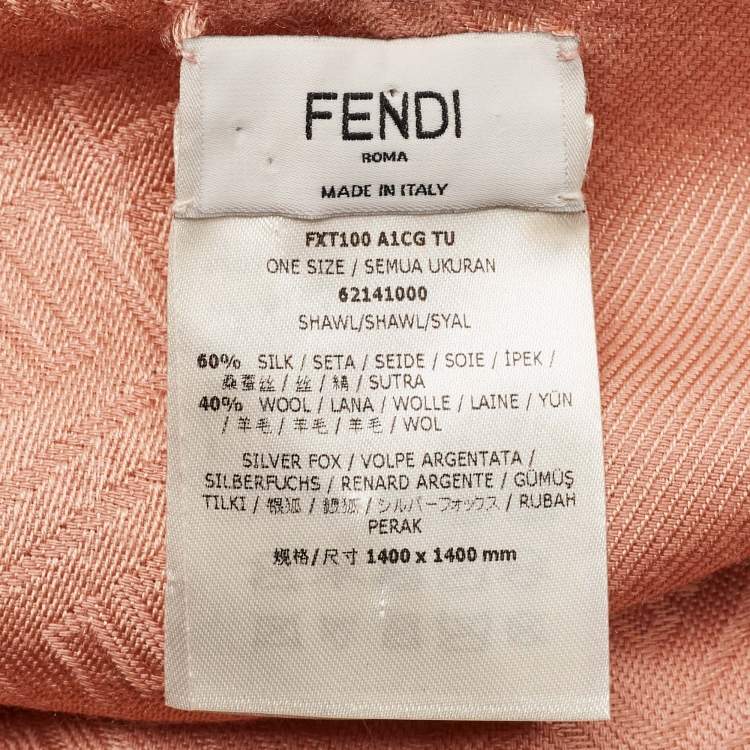 FENDI
ROMA
MADE IN ITALY
FXT100 A1CG TU
ONE SIZE / SEMUA UKURAN
62141000
SHAWL/SHAWL/SYAL
60% SILK / SETA / SEIDE / SOIE / İPEK /
桑蚕丝 / 丝 / 絹 / SUTRA
40% WOOL / LANA / WOLLE / LAINE / YÜN
/ 羊毛 / 羊毛 / 羊毛 / WOL
SILVER FOX / VOLPE ARGENTATA /
SILBERFUCHS / RENARD ARGENTE / GÜMÜŞ
TILKI / 银狐 / 銀狐 / シルバーフォックス / RUBAH
PERAK
规格/尺寸 1400 x 1400 mm